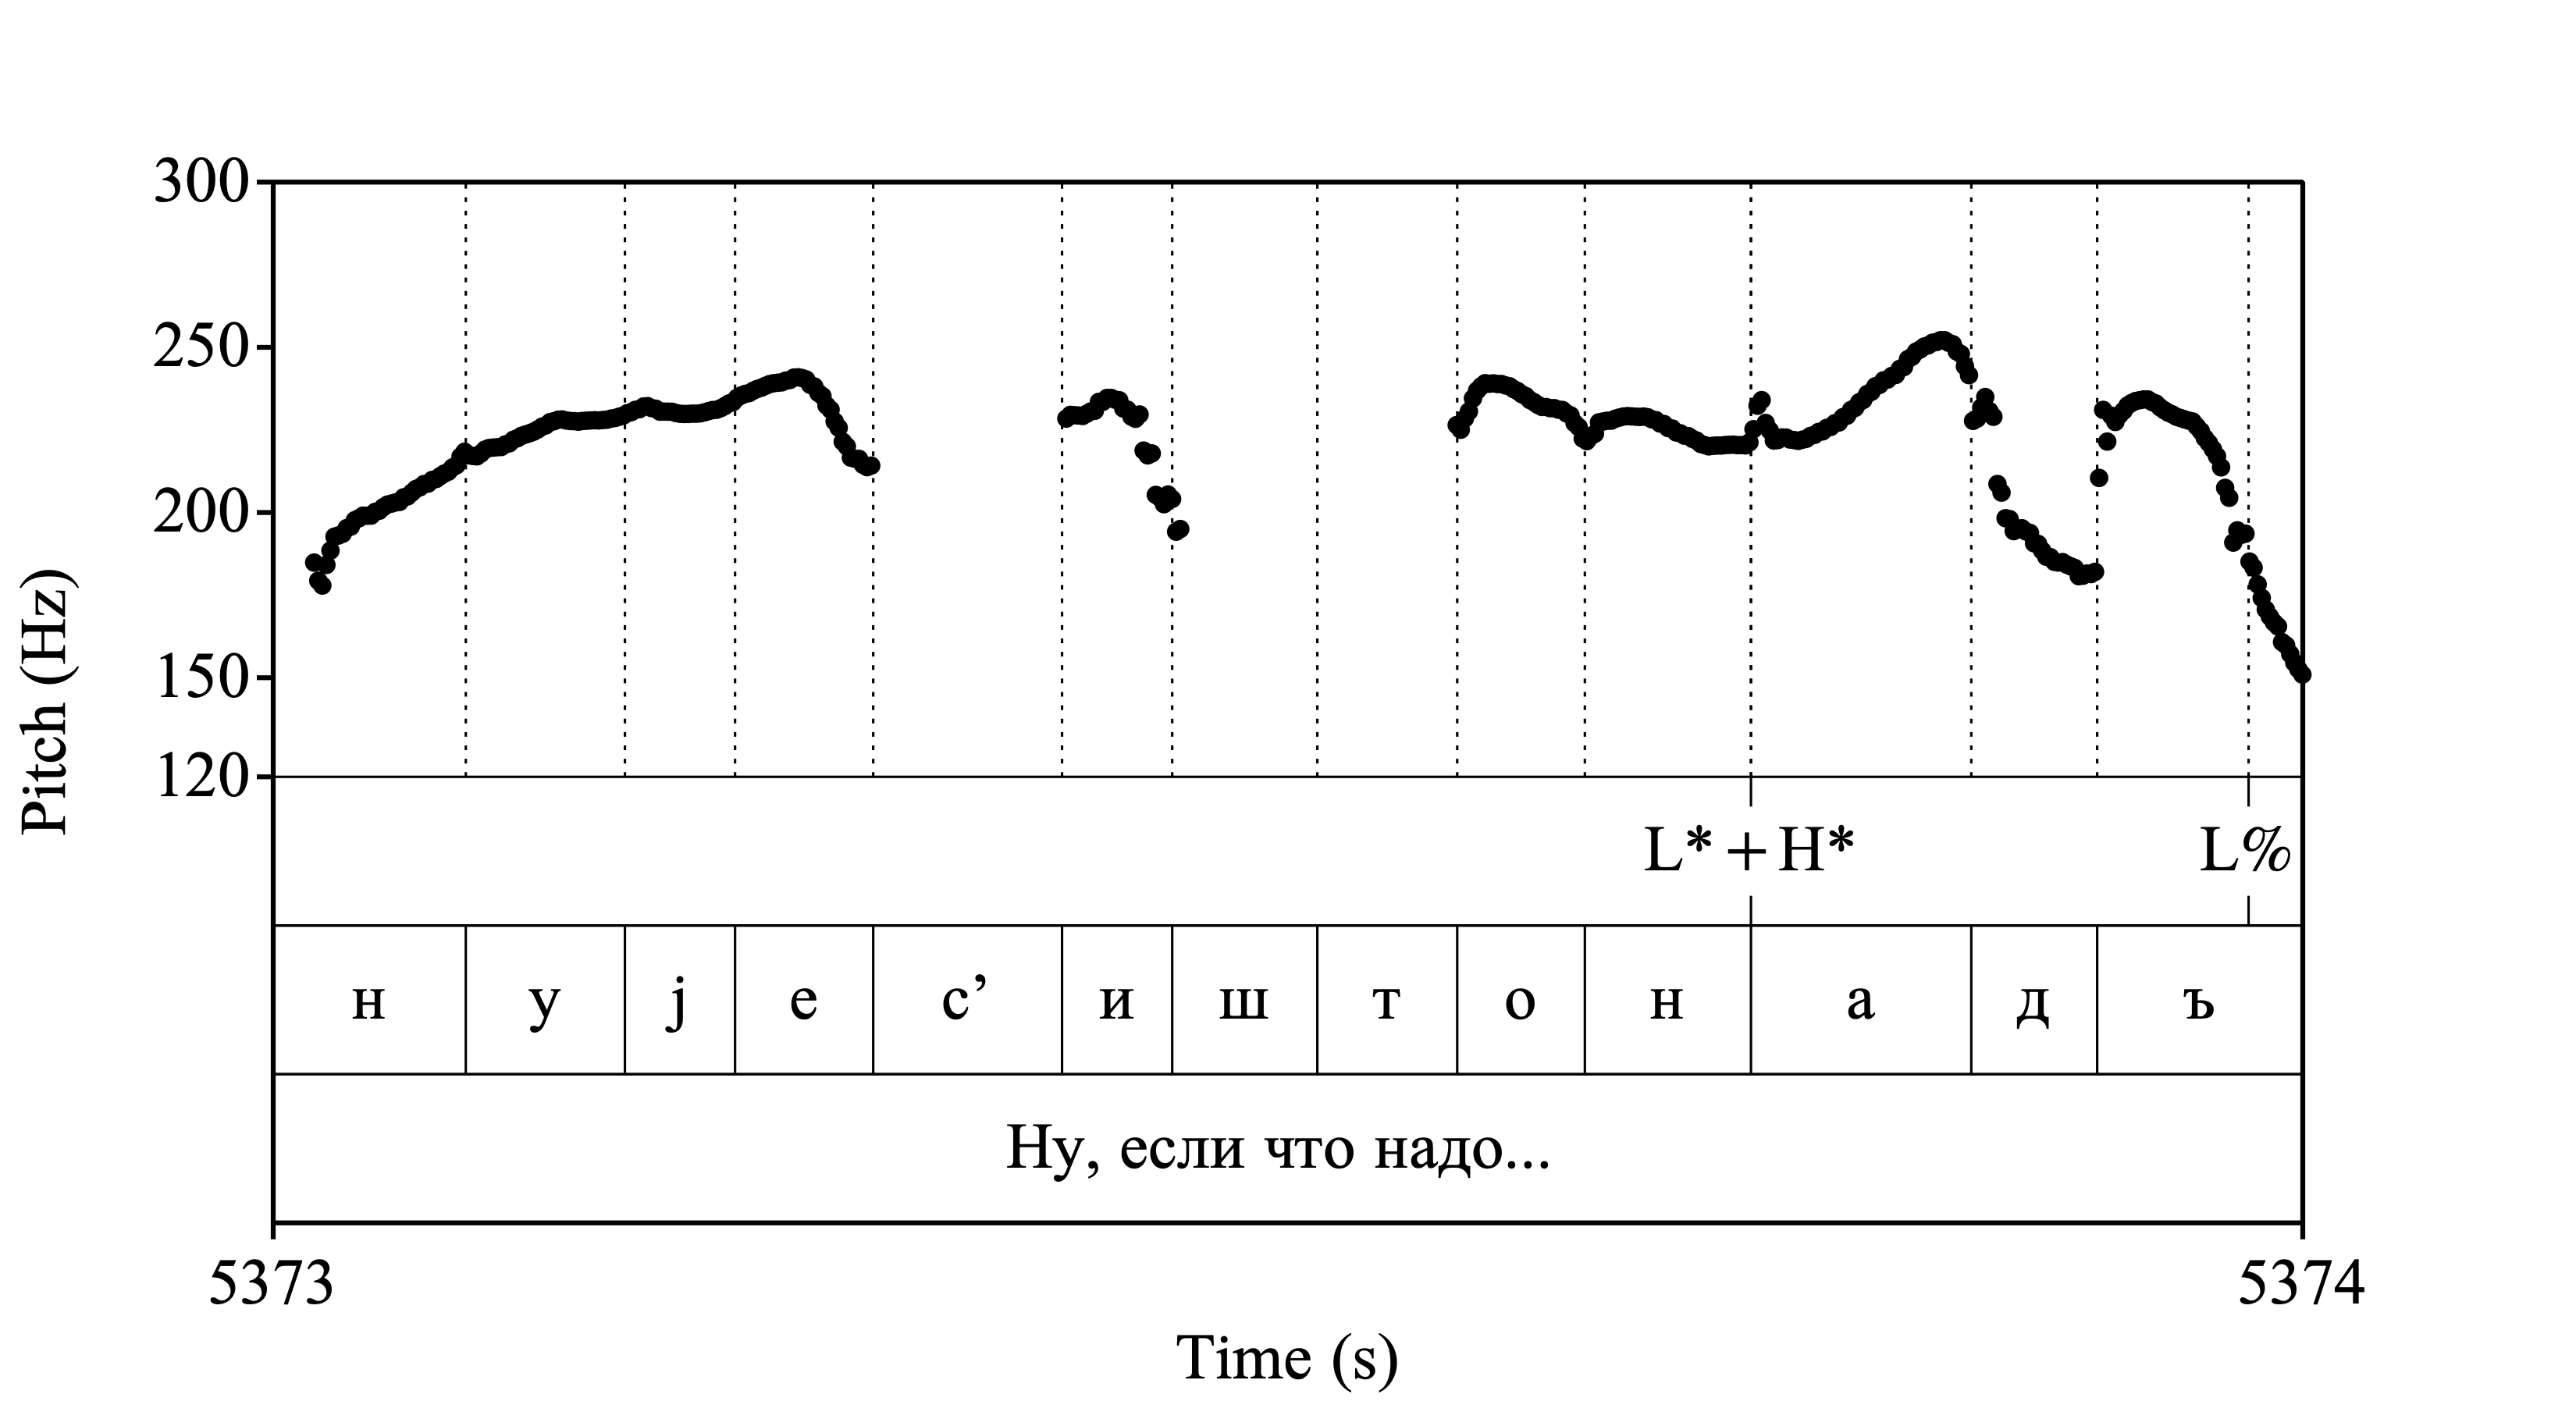 300
250
200
150
120
Pitch (Hz)
L*+H* L%
н у j е с’ и ш т о н а д ъ
Ну, если что надо...
5373 5374
Time (s)